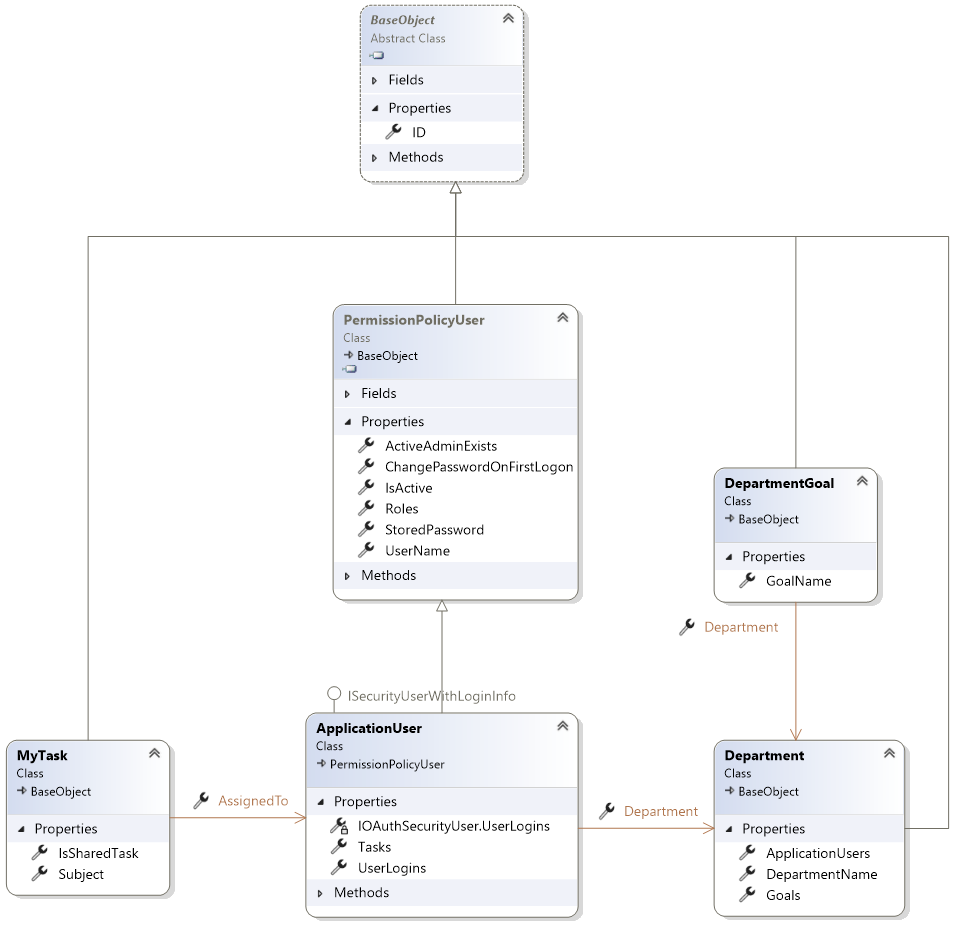 BaseObject
Abstract Class
Fields
Properties
ID
Methods
PermissionPolicyUser
Class
BaseObject
Fields
Properties
ActiveAdminExists
ChangePasswordOnFirstLogon
IsActive
Roles
StoredPassword
UserName
Methods
DepartmentGoal
Class
BaseObject
Properties
GoalName
Department
ISecurityUserWithLoginInfo
MyTask
Class
BaseObject
Properties
IsSharedTask
Subject
AssignedTo
ApplicationUser
Class
PermissionPolicyUser
Properties
IOAuthSecurityUser.UserLogins
Tasks
UserLogins
Methods
Department
Department
Class
BaseObject
Properties
ApplicationUsers
DepartmentName
Goals